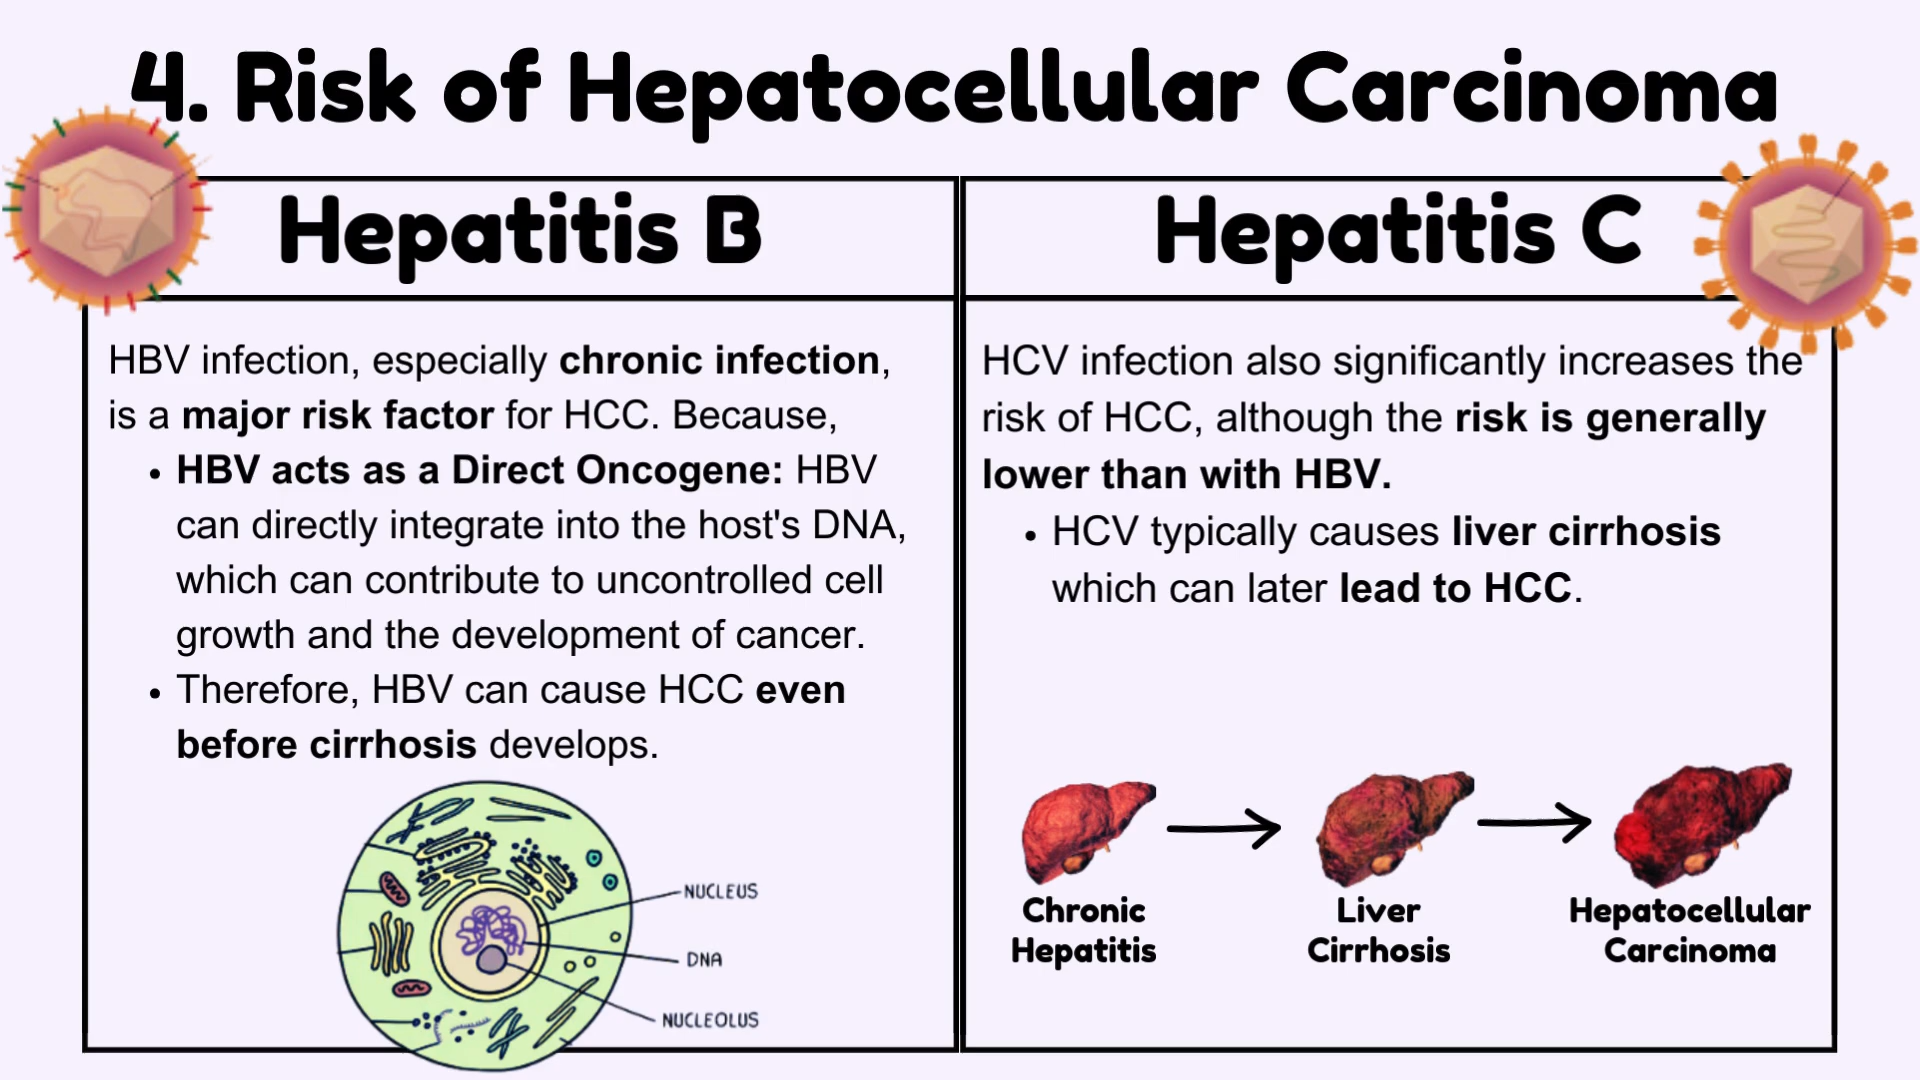 4. Risk of Hepatocellular Carcinoma
Hepatitis B
HBV infection, especially chronic infection,
is a major risk factor for HCC. Because,
• HBV acts as a Direct Oncogene: HBV
can directly integrate into the host's DNA,
which can contribute to uncontrolled cell
growth and the development of cancer.
• Therefore, HBV can cause HCC even
before cirrhosis develops.
NUCLEUS
DNA
NUCLEOLUS
Hepatitis C
HCV infection also significantly increases the
risk of HCC, although the risk is generally
lower than with HBV.
• HCV typically causes liver cirrhosis
which can later lead to HCC.
Chronic
Hepatitis
Liver
Cirrhosis
Hepatocellular
Carcinoma